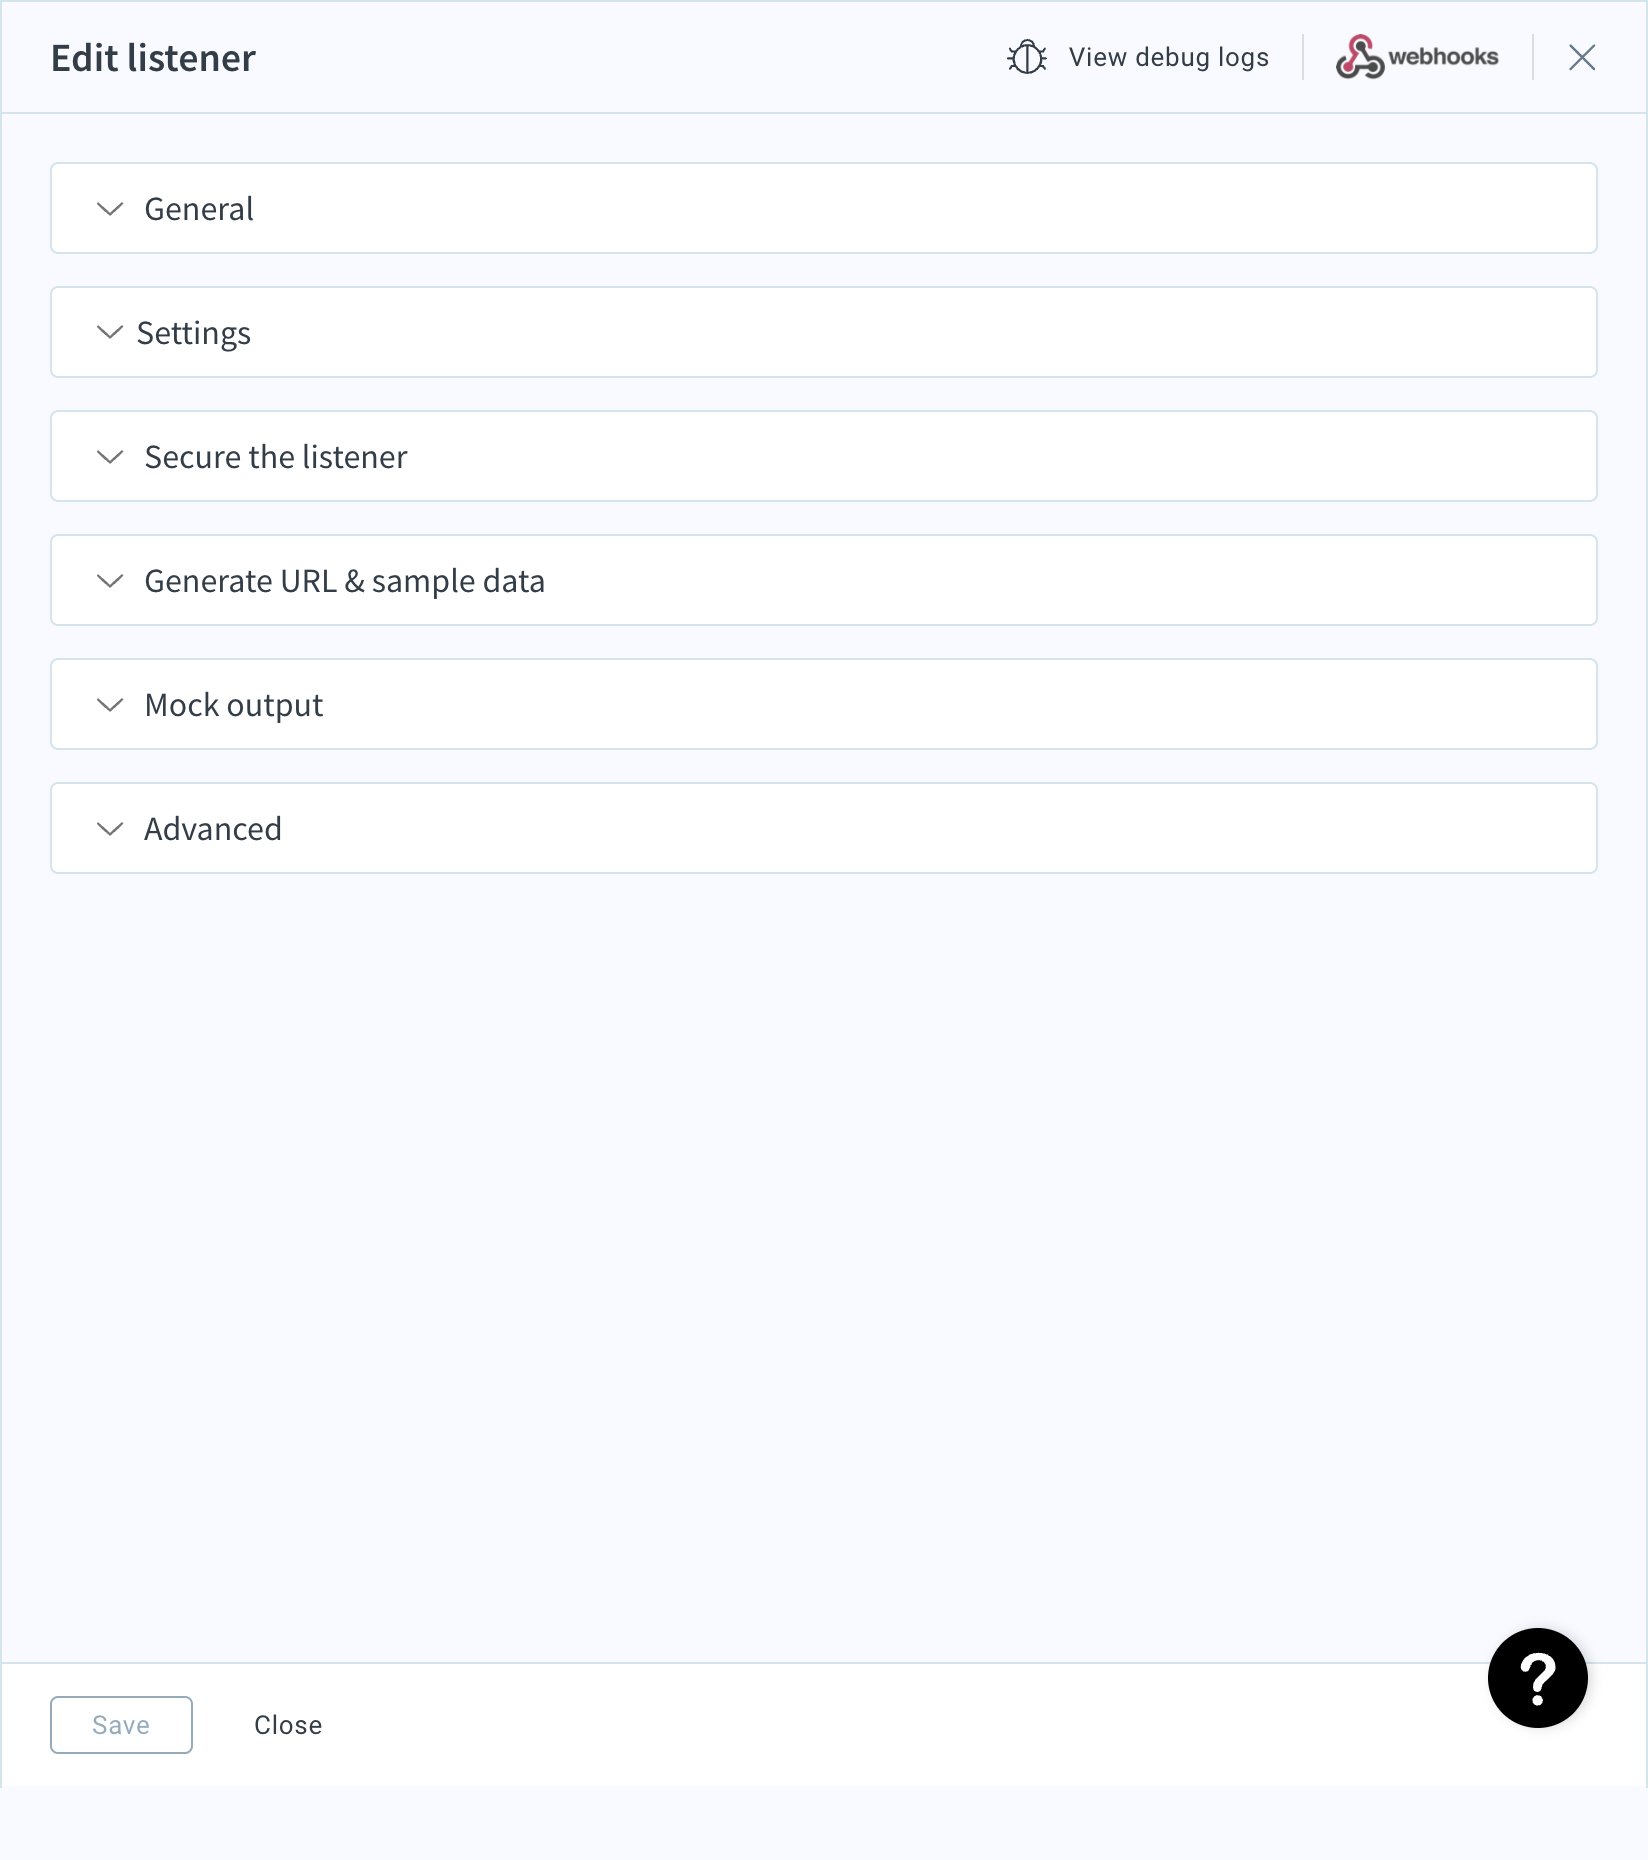 Edit listener
View debug logs
webhooks
General
Settings
Secure the listener
Generate URL & sample data
Mock output
Advanced
?
Save
Close